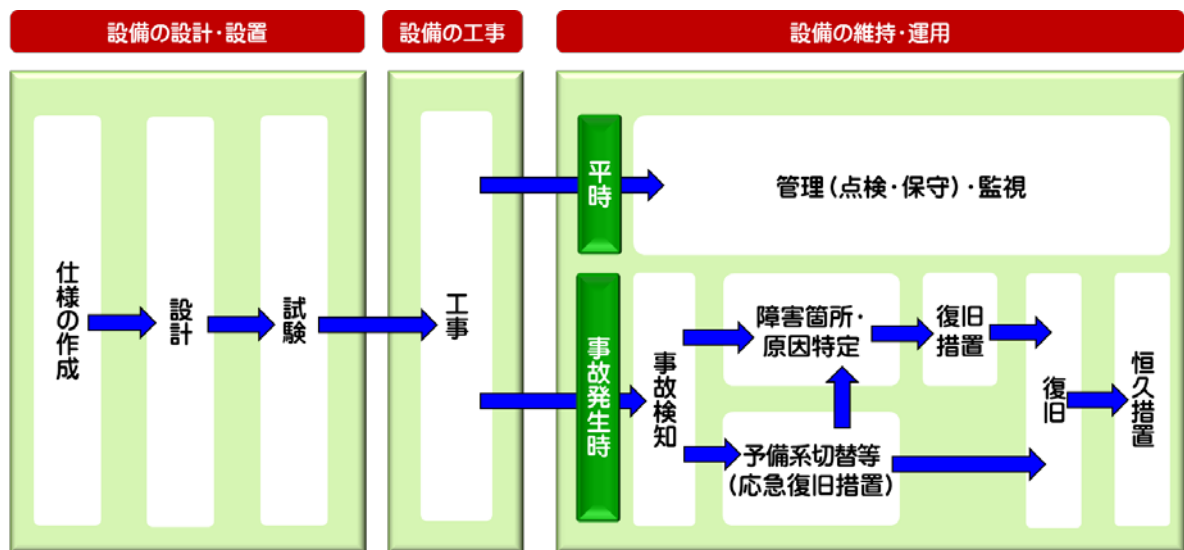 設備の設計・設置
設備の工事
設備の維持・運用
仕様の作成
設計
試験
工事
平時
管理(点検・保守)・監視
事故発生時
事故検知
障害箇所・
原因特定
復旧
措置
予備系切替等
(応急復旧措置)
復旧
恒久措置